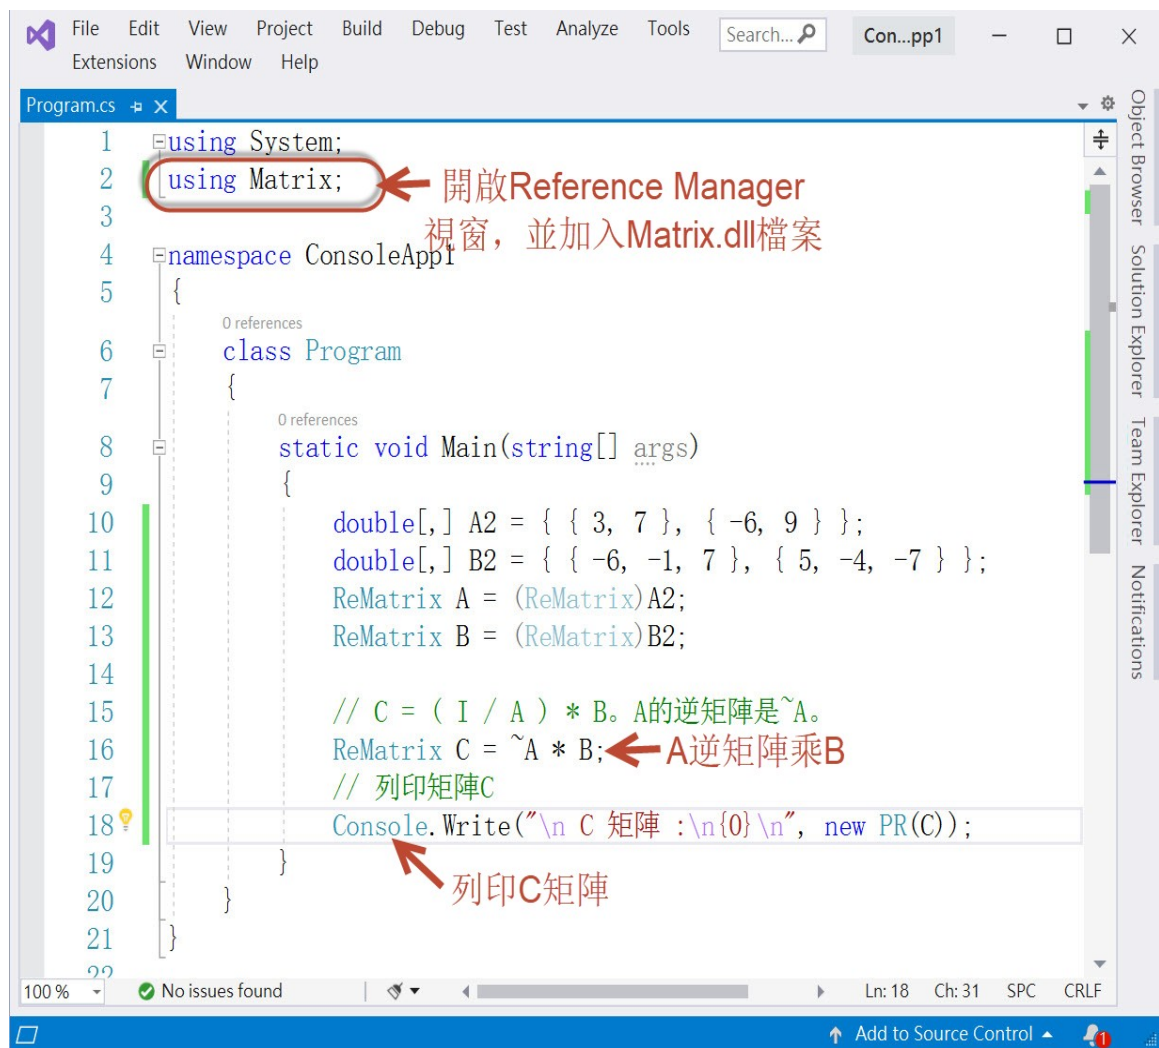 File Edit View Project Build Debug Test Analyze Tools Search... Con...pp1
Extensions Window Help
Program.cs
1 using System;
2 using Matrix; 開啟Reference Manager
3 視窗，並加入Matrix.dll檔案
4 namespace ConsoleApp1
5 {
0 references
6 class Program
7 {
0 references
8 static void Main(string[] args)
9 {
10 double[,] A2 = { { 3, 7 }, { -6, 9 } };
11 double[,] B2 = { { -6, -1, 7 }, { 5, -4, -7 } };
12 ReMatrix A = (ReMatrix)A2;
13 ReMatrix B = (ReMatrix)B2;
14
15 // C = ( I / A ) * B。A的逆矩陣是~A。
16 ReMatrix C = ~A * B; A逆矩陣乘B
17 // 列印矩陣C
18 Console.Write("\n C 矩陣 :\n{0}\n", new PR(C));
19 }
列印C矩陣
20 }
21 }
22
100 % No issues found Ln: 18 Ch: 31 SPC CRLF
Add to Source Control 1
Object Browser
Solution Explorer
Team Explorer
Notifications